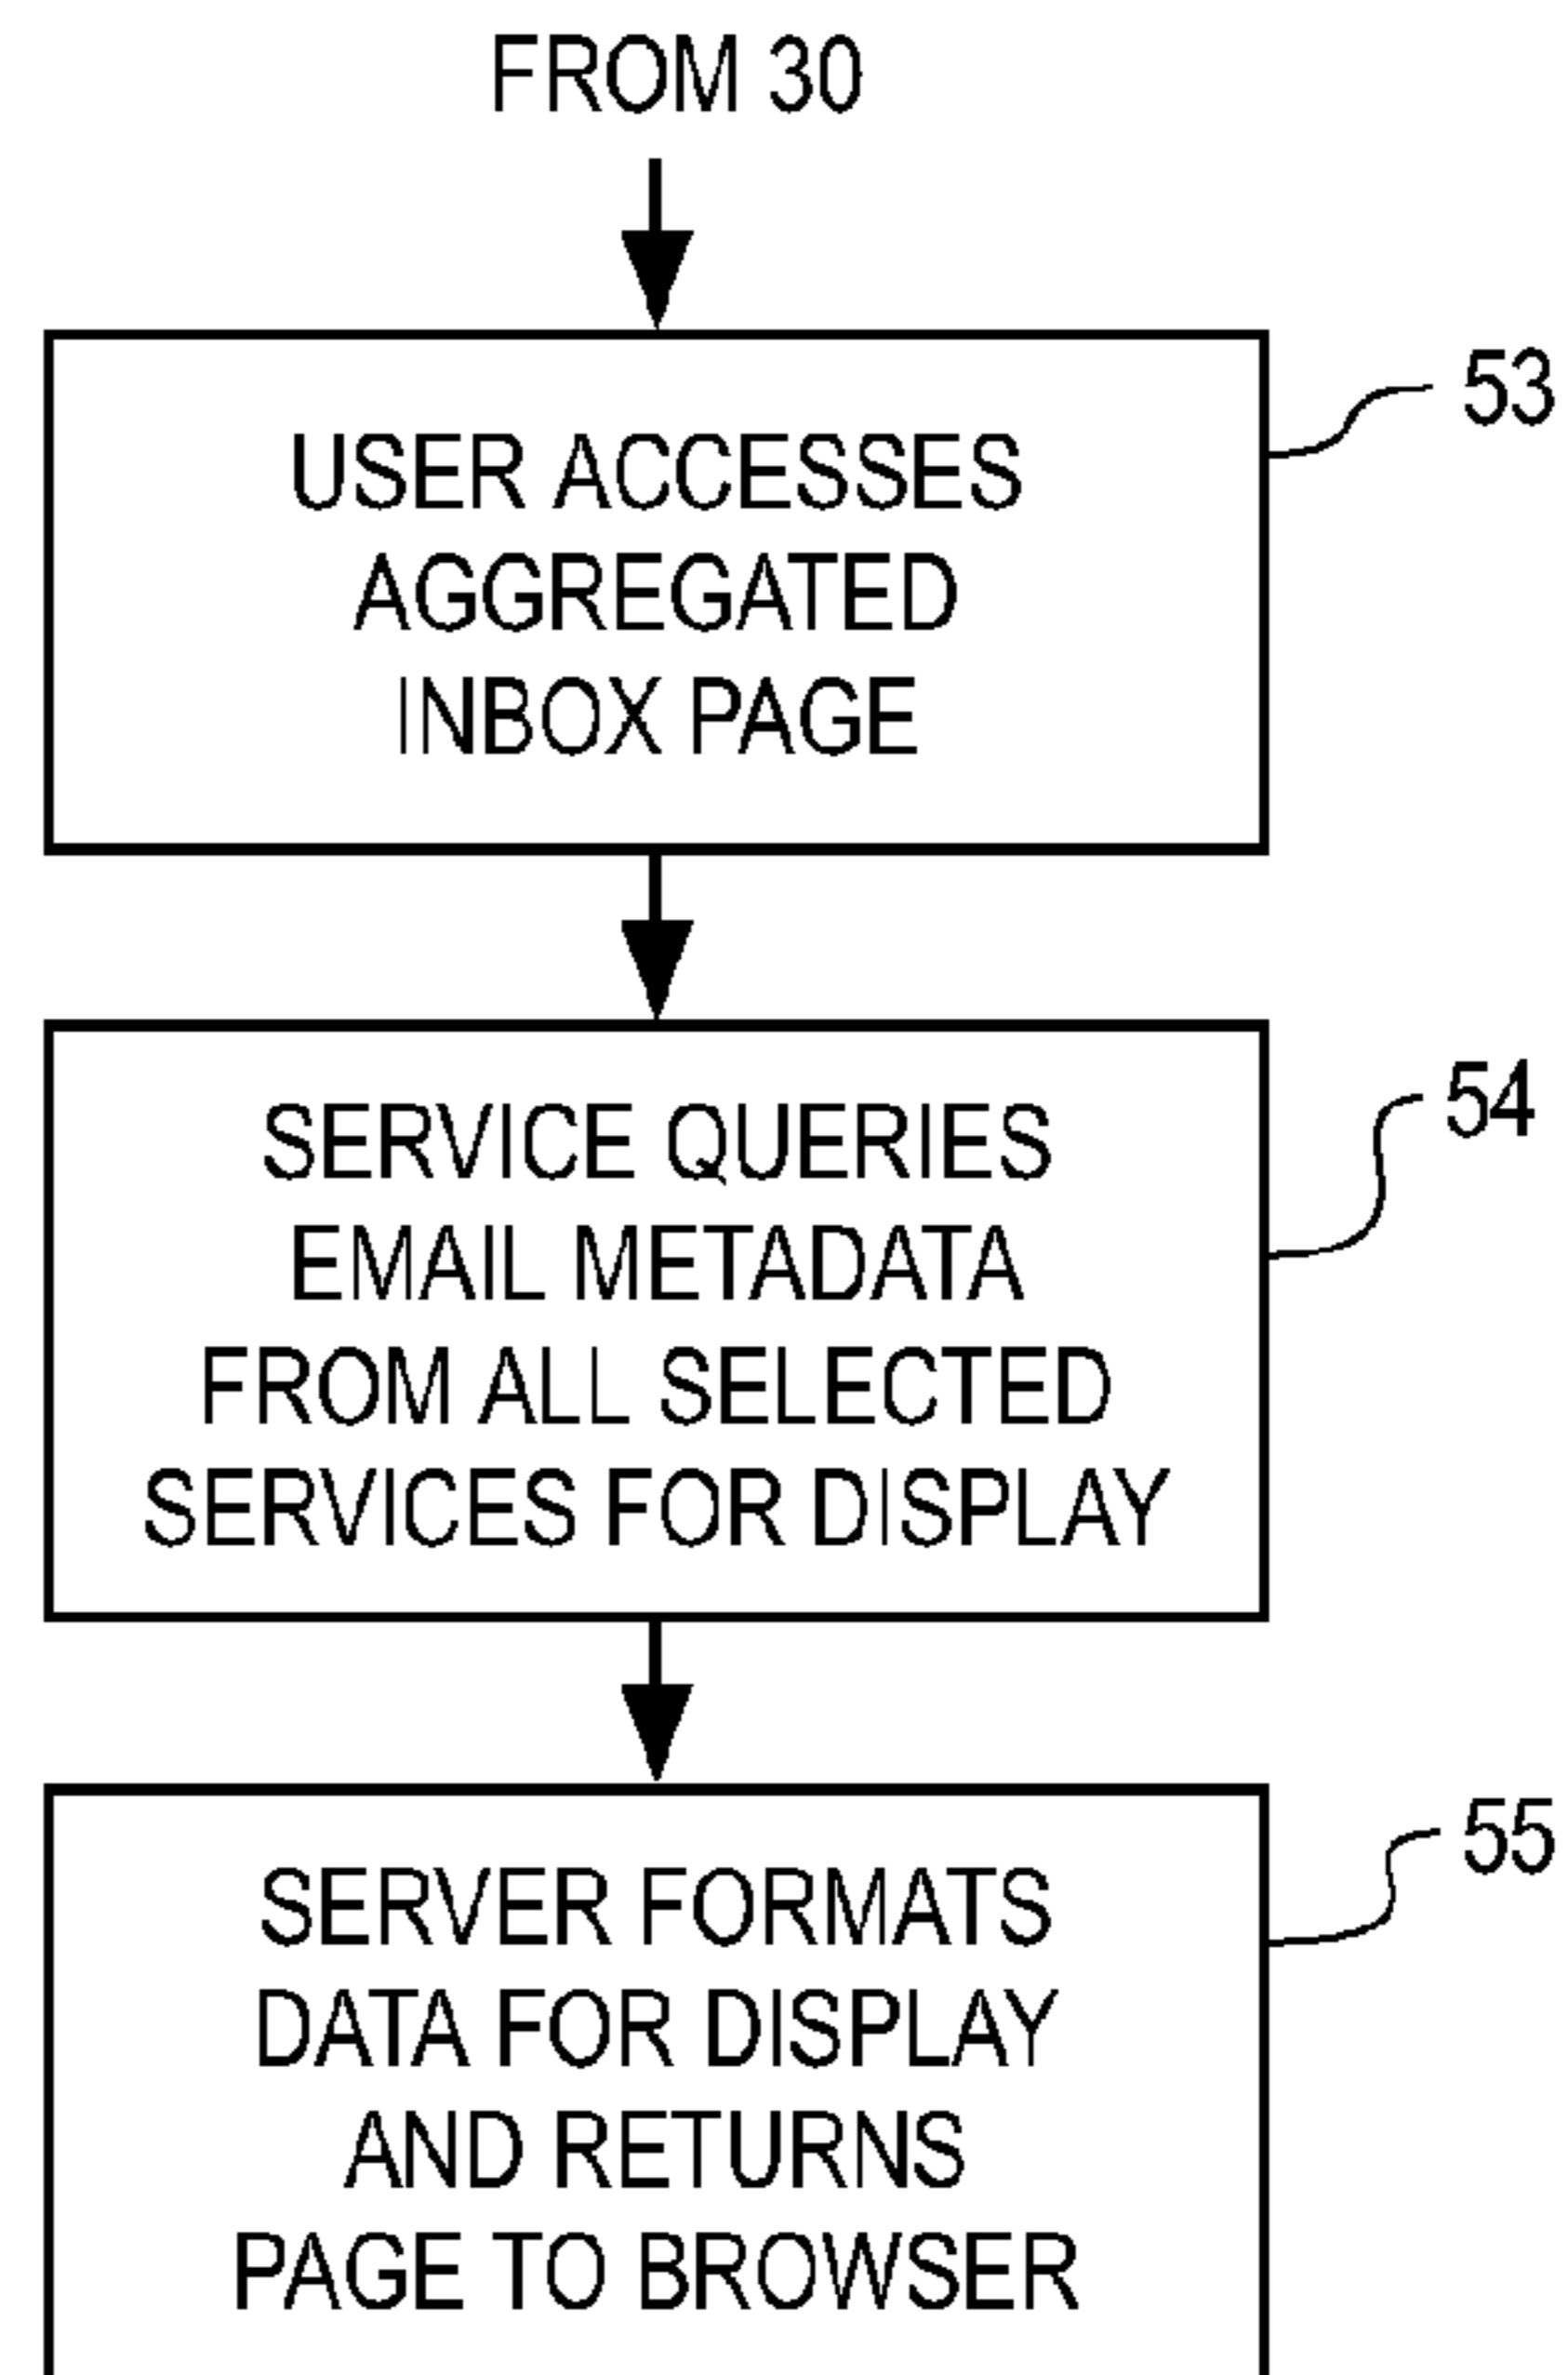 FROM 30
53
USER ACCESSES
AGGREGATED
INBOX PAGE
54
SERVICE QUERIES
EMAIL METADATA
FROM ALL SELECTED
SERVICES FOR DISPLAY
55
SERVER FORMATS
DATA FOR DISPLAY
AND RETURNS
PAGE TO BROWSER